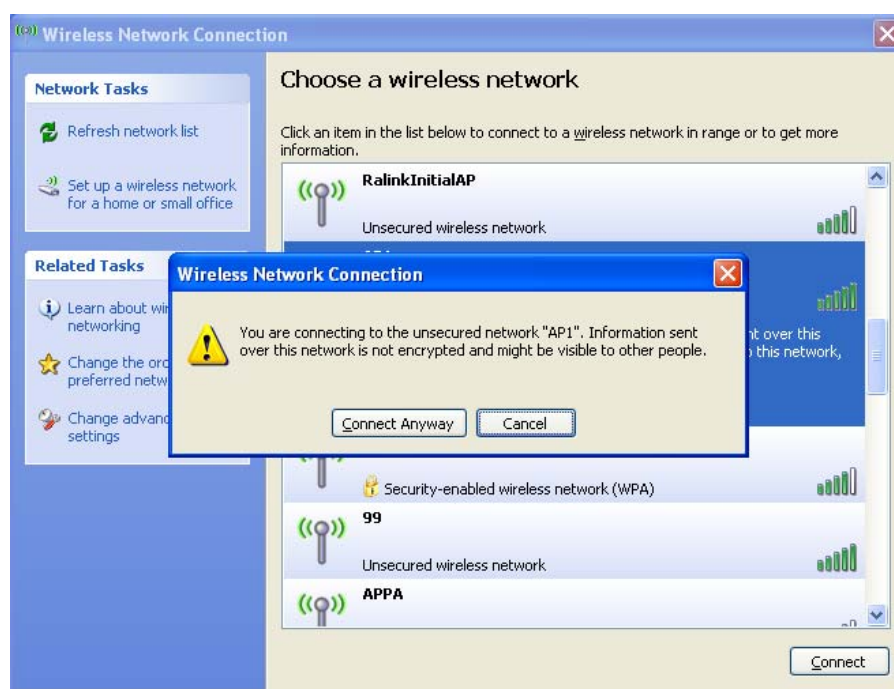 Wireless Network Connection
Network Tasks
Refresh network list
Set up a wireless network
for a home or small office
Related Tasks
Learn about
networking
Change the
preferred
Change
settings
Choose a wireless network
Click an item in the list below to connect to a wireless network in range or to get more
information.
RalinkInitialAP
Unsecured wireless network
over this
this network,
Wireless Network Connection
You are connecting to the unsecured network "AP1". Information sent
over this network is not encrypted and might be visible to other people.
Connect Anyway
Cancel
Security-enabled wireless network (WPA)
99
Unsecured wireless network
APPA
Connect